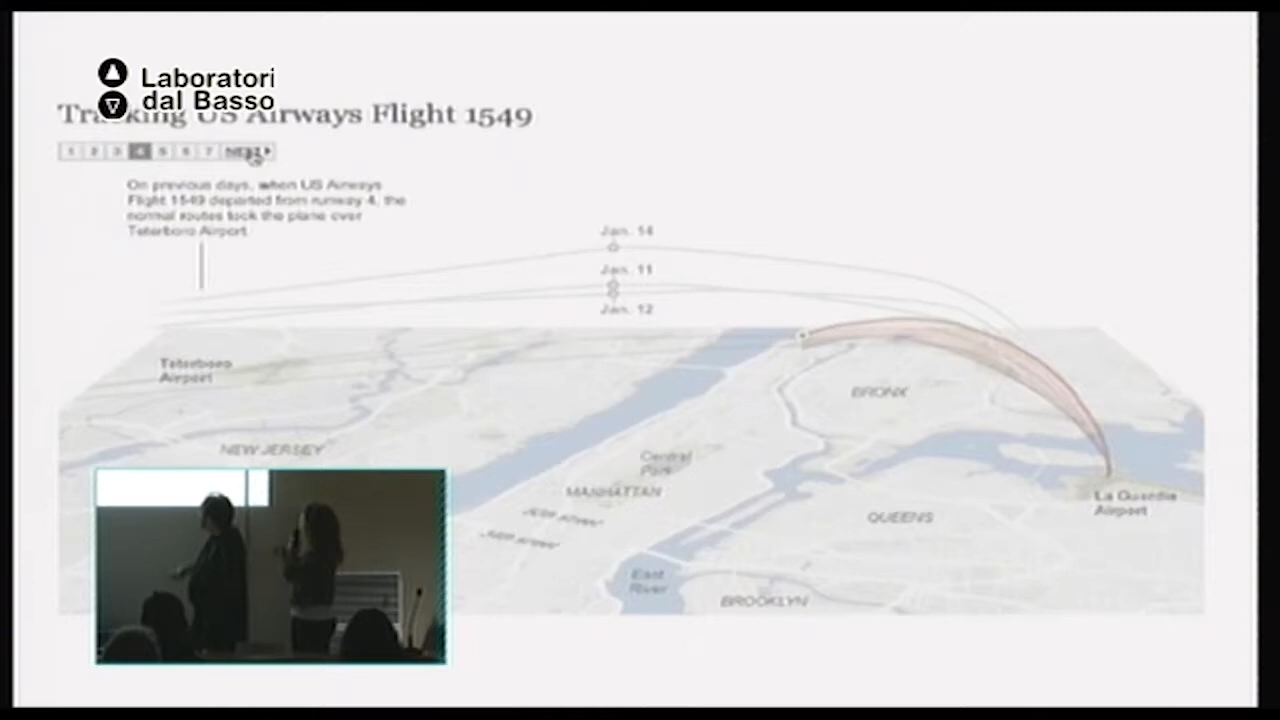 Laboratori
dal Basso
Tracking US Airways Flight 1549
1 2 3 4 5 6 7 NEXT
On previous days, when US Airways
Flight 1549 departed from runway 4, the
normal routes took the plane over
Teterboro Airport
Jan. 14
Jan. 11
Jan. 12
Teterboro
Airport
BRONX
NEW JERSEY
Central
Park
MANHATTAN
La Guardia
Airport
QUEENS
East
River
BROOKLYN